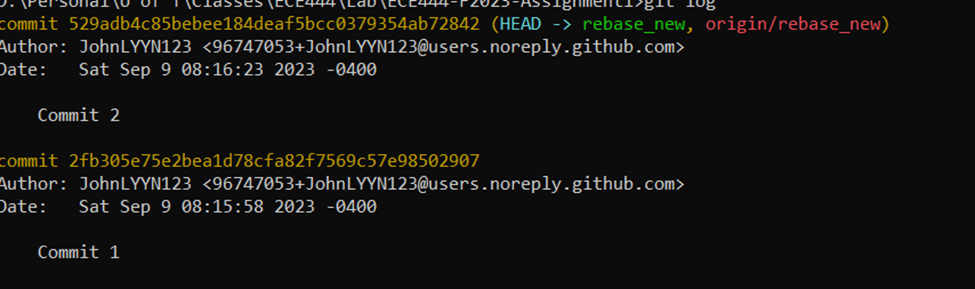 D:\Personal\U of T\Classes\ECE444\Lab\ECE444-F2023-Assignment1>git log
commit 529adb4c85bebee184deaf5bcc0379354ab72842 (HEAD -> rebase_new, origin/rebase_new)
Author: JohnLYYN123 <96747053+JohnLYYN123@users.noreply.github.com>
Date:   Sat Sep 9 08:16:23 2023 -0400
    Commit 2
commit 2fb305e75e2bea1d78cfa82f7569c57e98502907
Author: JohnLYYN123 <96747053+JohnLYYN123@users.noreply.github.com>
Date:   Sat Sep 9 08:15:58 2023 -0400
    Commit 1